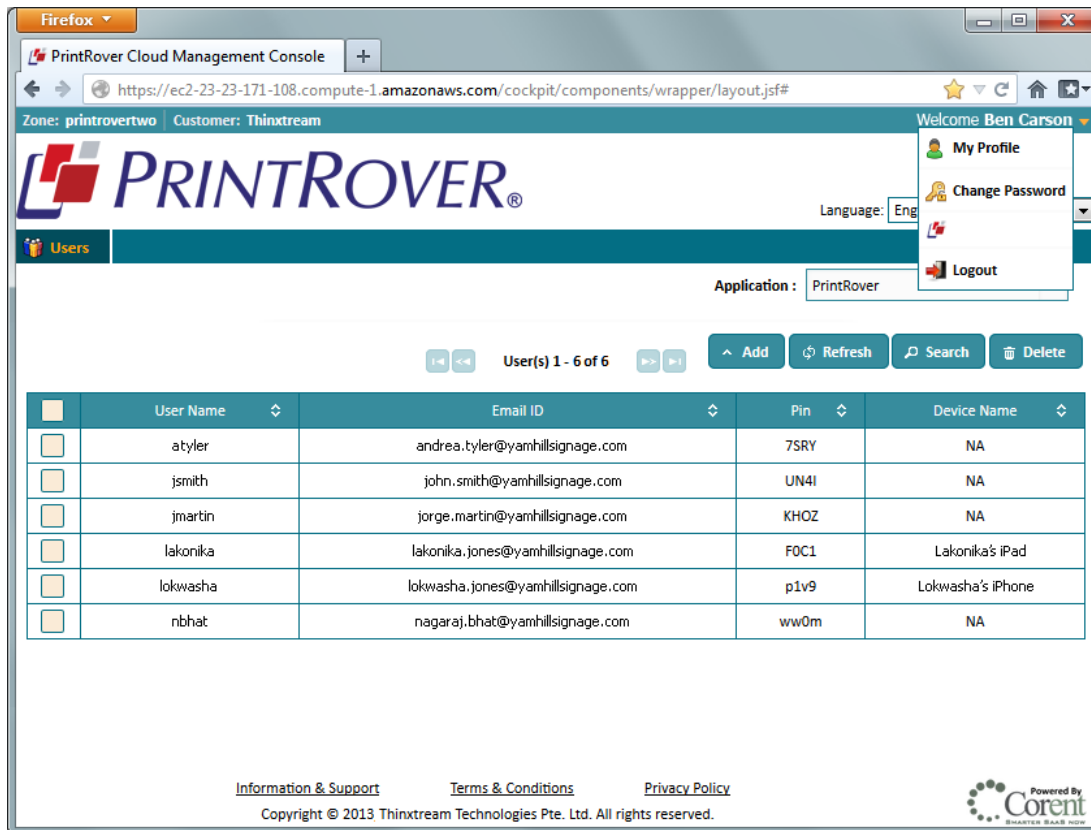 Firefox
PrintRover Cloud Management Console
https://ec2-23-23-171-108.compute-1.amazonaws.com/cockpit/components/wrapper/layout.jsf#
Zone: printrovertwo Customer: Thinxtream Welcome Ben Carson
My Profile
PRINTROVER®
Change Password
Language: Eng
Users
Logout
Application : PrintRover
User(s) 1 - 6 of 6 Add Refresh Search Delete
User Name Email ID Pin Device Name
atyler andrea.tyler@yamhillsignage.com 7SRY NA
jsmith john.smith@yamhillsignage.com UN4I NA
jmartin jorge.martin@yamhillsignage.com KHOZ NA
lakonika lakonika.jones@yamhillsignage.com F0C1 Lakonika's iPad
lokwasha lokwasha.jones@yamhillsignage.com p1v9 Lokwasha's iPhone
nbhat nagaraj.bhat@yamhillsignage.com ww0m NA
Information & Support Terms & Conditions Privacy Policy
Copyright © 2013 Thinxtream Technologies Pte. Ltd. All rights reserved.
Powered By
Corent
SMARTER SAAS NOW